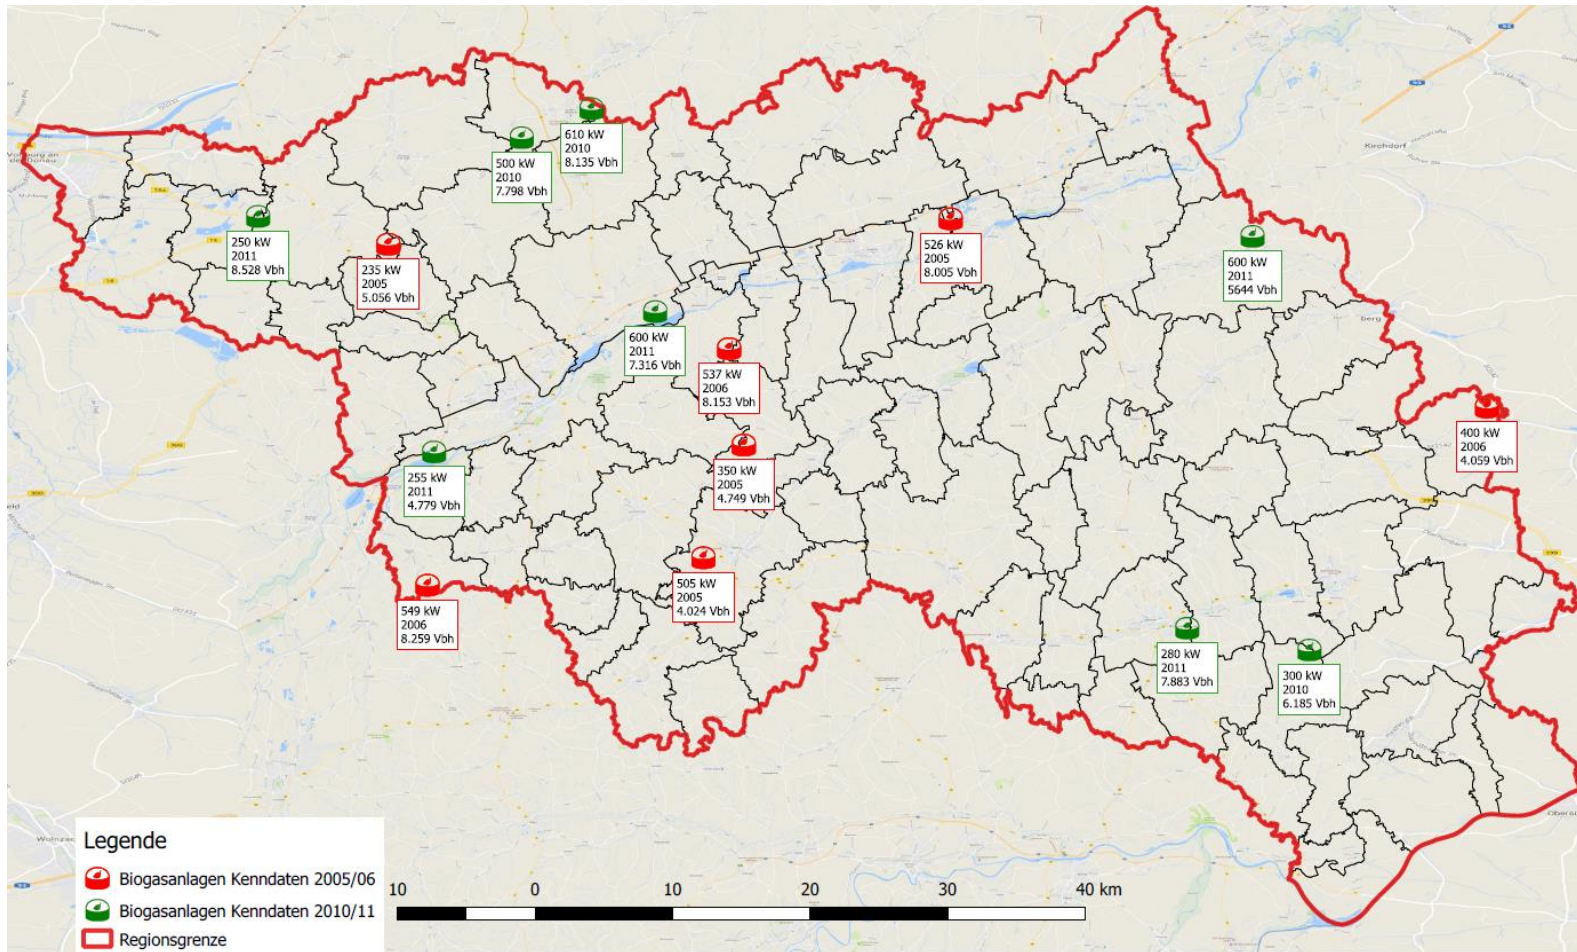 Kirchdorf
610 kW
2010
8.135 Vbh
500 kW
2010
7.798 Vbh
250 kW
2011
8.528 Vbh
235 kW
2005
5.056 Vbh
526 kW
2005
8.005 Vbh
600 kW
2011
5644 Vbh
600 kW
2011
7.316 Vbh
537 kW
2006
8.153 Vbh
400 kW
2006
4.059 Vbh
255 kW
2011
4.779 Vbh
350 kW
2005
4.749 Vbh
505 kW
2005
4.024 Vbh
549 kW
2006
8.259 Vbh
280 kW
2011
7.883 Vbh
300 kW
2010
6.185 Vbh
Legende
Biogasanlagen Kenndaten 2005/06
Biogasanlagen Kenndaten 2010/11
Regionsgrenze
10 0 10 20 30 40 km